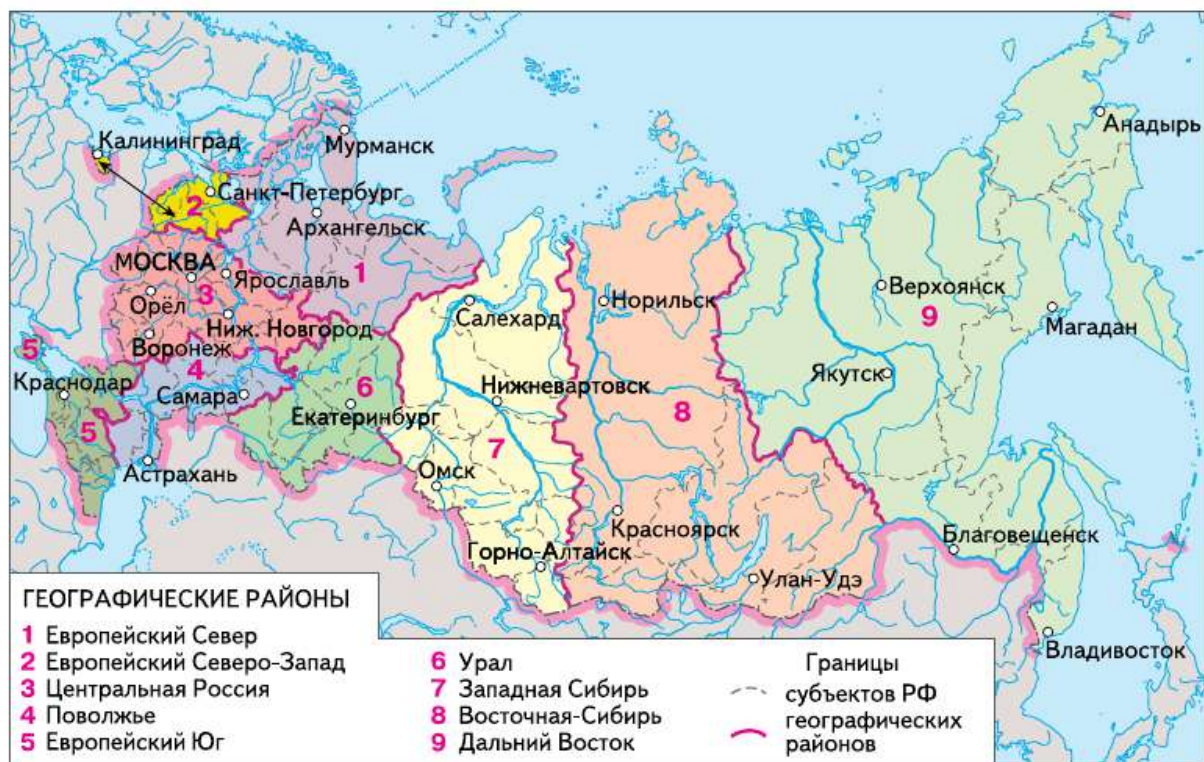 Калининград
Мурманск
Анадырь
2
Санкт-Петербург
Архангельск
МОСКВА
Ярославль
1
3
Орёл
Норильск
Верхоянск
9
Магадан
Салехард
Ниж. Новгород
Воронеж
5
4
Краснодар
Самара
6
Нижневартовск
Якутск
Екатеринбург
8
5
7
Астрахань
Омск
Красноярск
Благовещенск
Горно-Алтайск
Улан-Удэ
Владивосток
ГЕОГРАФИЧЕСКИЕ РАЙОНЫ
1 Европейский Север
2 Европейский Северо-Запад
3 Центральная Россия
4 Поволжье
5 Европейский Юг
6 Урал
7 Западная Сибирь
8 Восточная-Сибирь
9 Дальний Восток
Границы
субъектов РФ
географических
районов